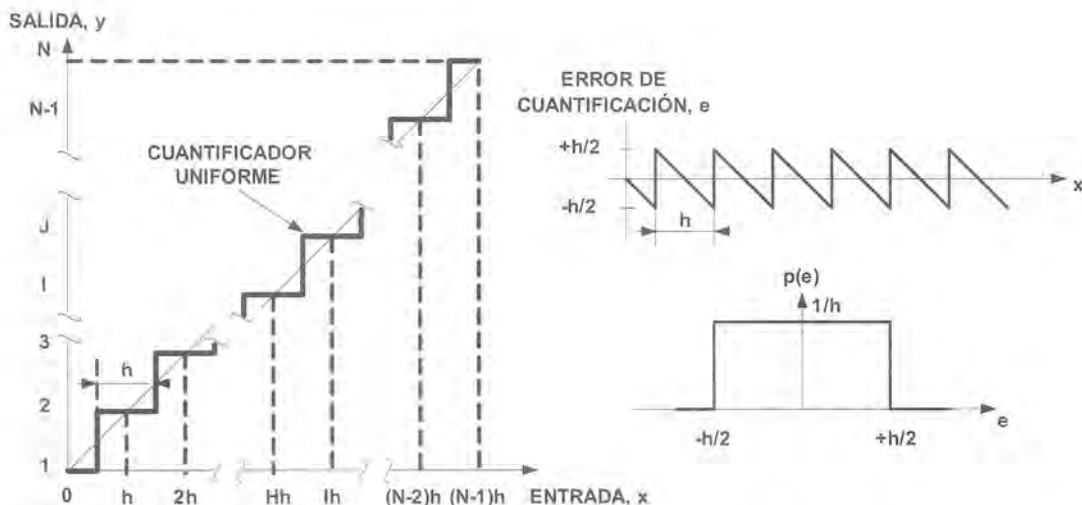 SALIDA, y
N
N-1
CUANTIFICADOR
UNIFORME
J
I
3
h
2
1
0
h
2h
Hh
Ih
(N-2)h
(N-1)h
ENTRADA, x
ERROR DE
CUANTIFICACIÓN, e
+h/2
-h/2
h
x
p(e)
1/h
-h/2
+h/2
e